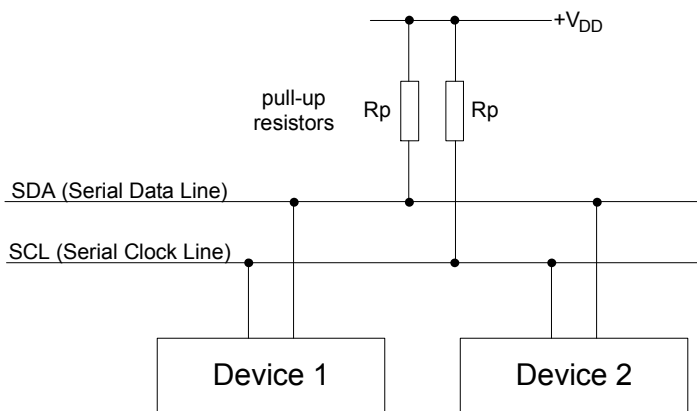 +VDD
pull-up
resistors
Rp
Rp
SDA (Serial Data Line)
SCL (Serial Clock Line)
Device 1
Device 2